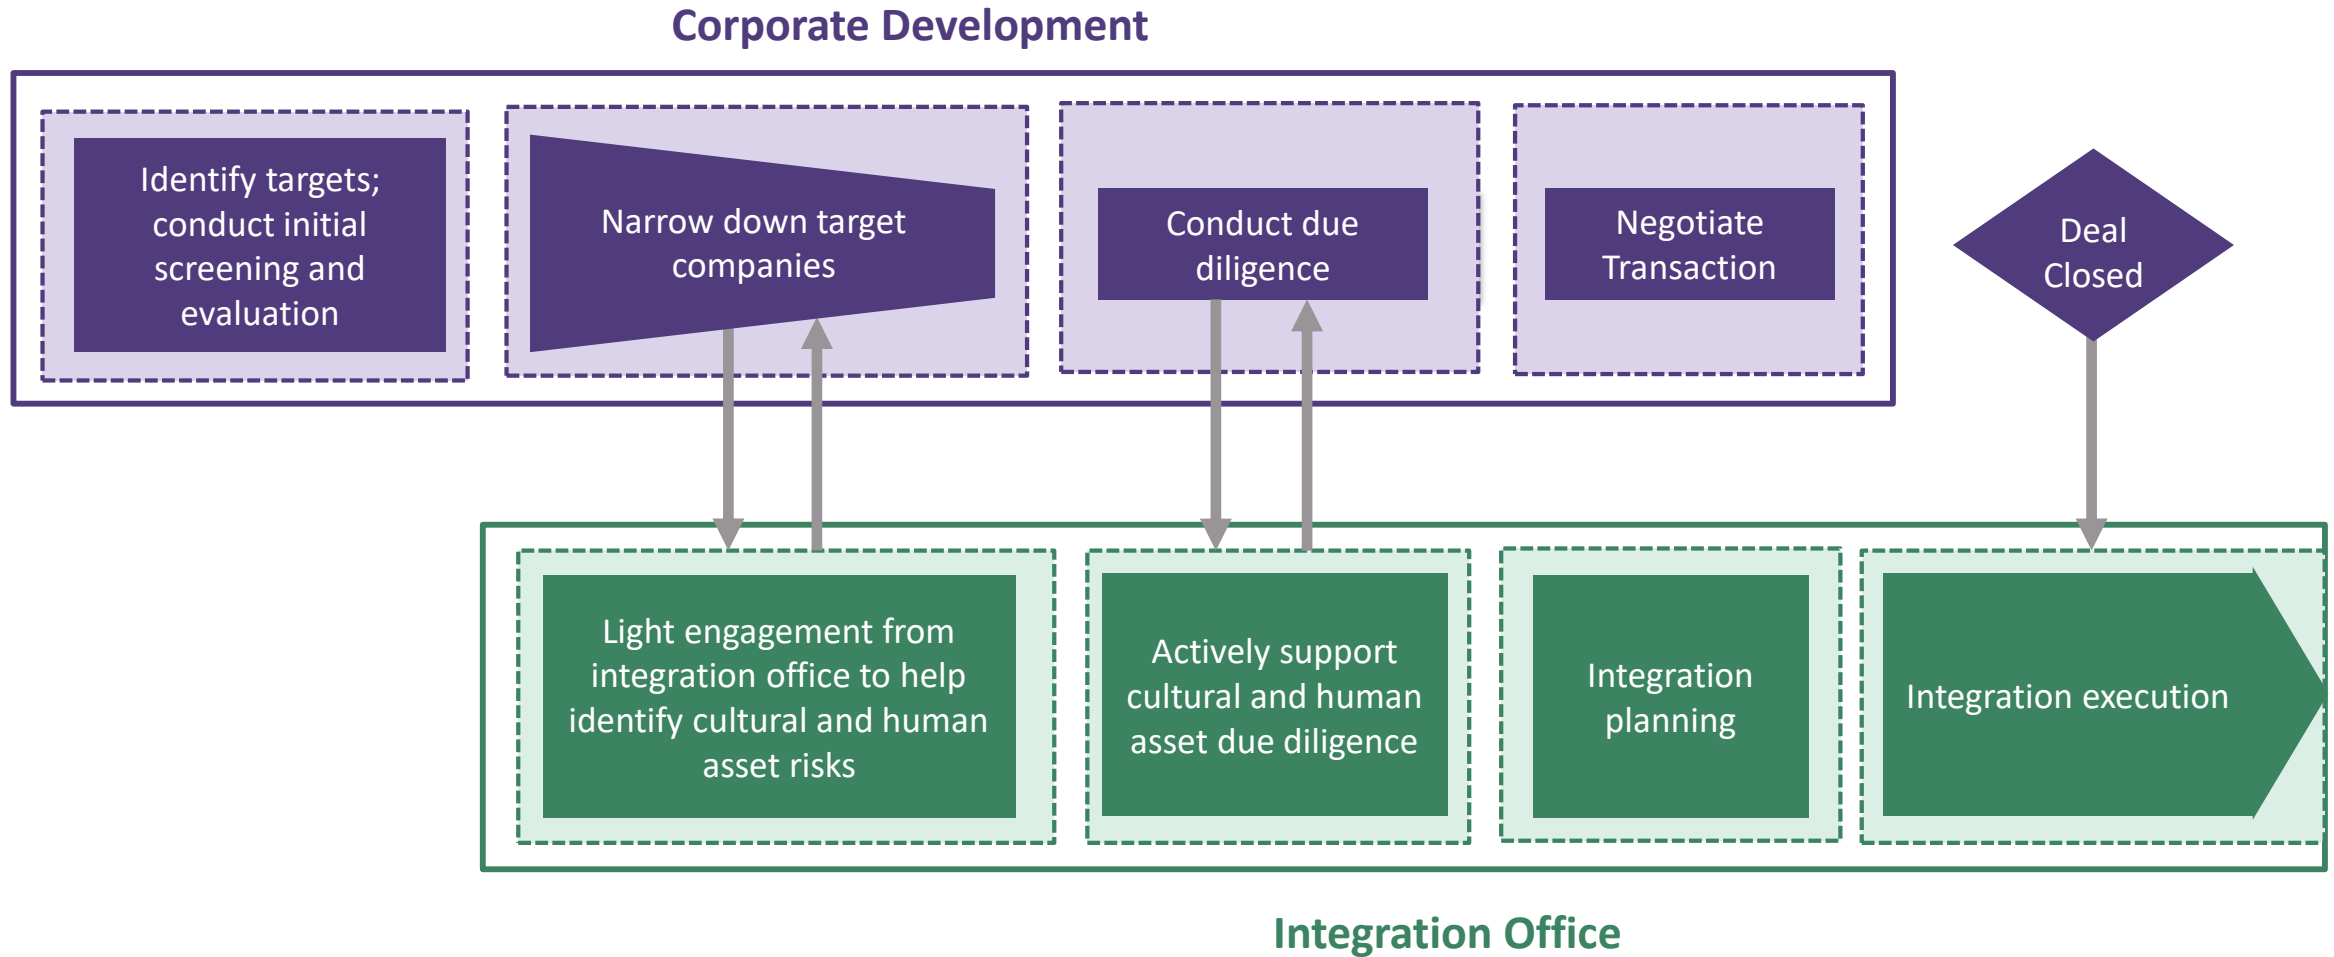 Corporate Development
Identify targets;
conduct initial
screening and
evaluation
Narrow down target
companies
Conduct due
diligence
Negotiate
Transaction
Deal
Closed
Light engagement from
integration office to help
identify cultural and human
asset risks
Actively support
cultural and human
asset due diligence
Integration
planning
Integration execution
Integration Office